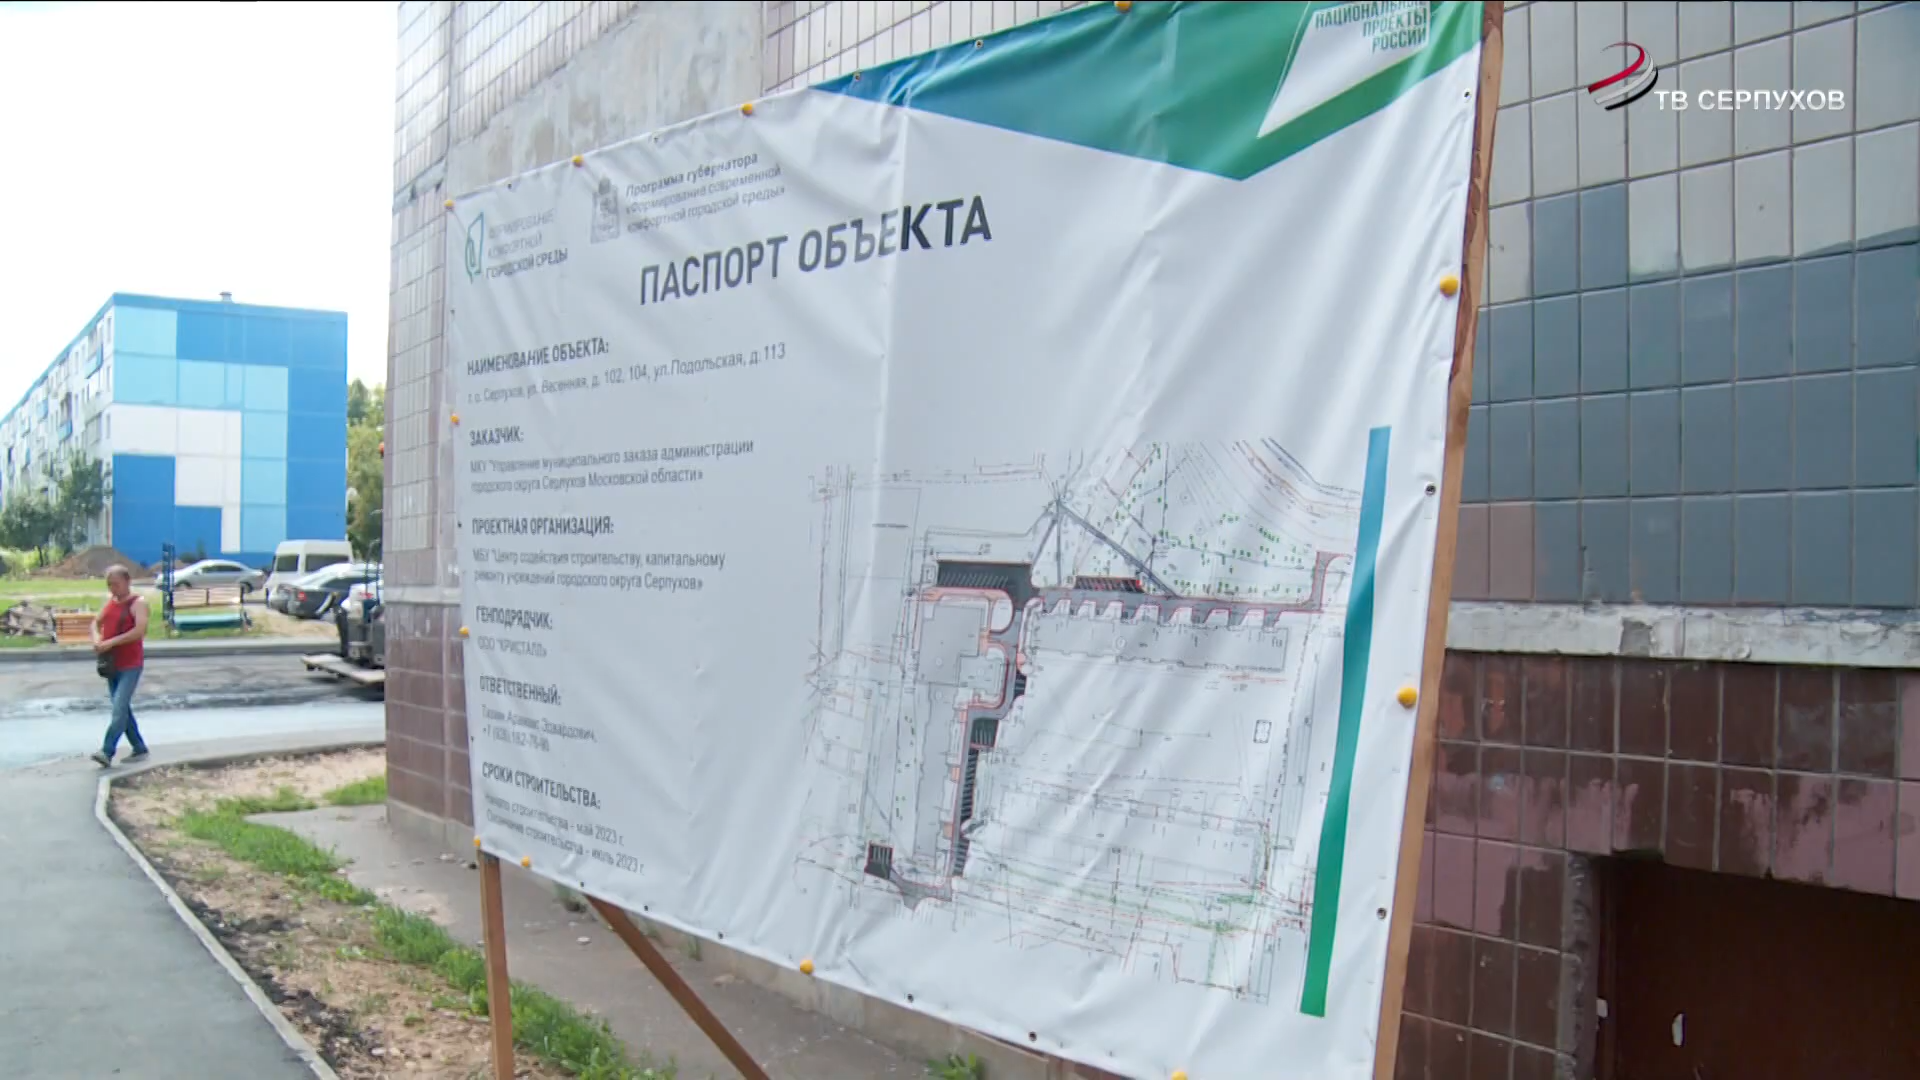 НАЦИОНАЛЬНЫЕ
ПРОЕКТЫ
РОССИИ
ТВ СЕРПУХОВ
ФОРМИРОВАНИЕ
КОМФОРТНОЙ
ГОРОДСКОЙ СРЕДЫ
Программа губернатора
«Формирование современной
комфортной городской среды»
ПАСПОРТ ОБЪЕКТА
НАИМЕНОВАНИЕ ОБЪЕКТА:
г. о. Серпухов, ул. Весенняя, д. 102, 104, ул.Подольская, д.113
ЗАКАЗЧИК:
МКУ "Управление муниципального заказа администрации
городского округа Серпухов Московской области»
ПРОЕКТНАЯ ОРГАНИЗАЦИЯ:
МБУ "Центр содействия строительству, капитальному
ремонту учреждений городского округа Серпухов»
ГЕНПОДРЯДЧИК:
ООО "КРИСТАЛЛ»
ОТВЕТСТВЕННЫЙ:
СРОКИ СТРОИТЕЛЬСТВА:
Начало строительства - май 2023 г.
Окончание строительства - июль 2023 г.